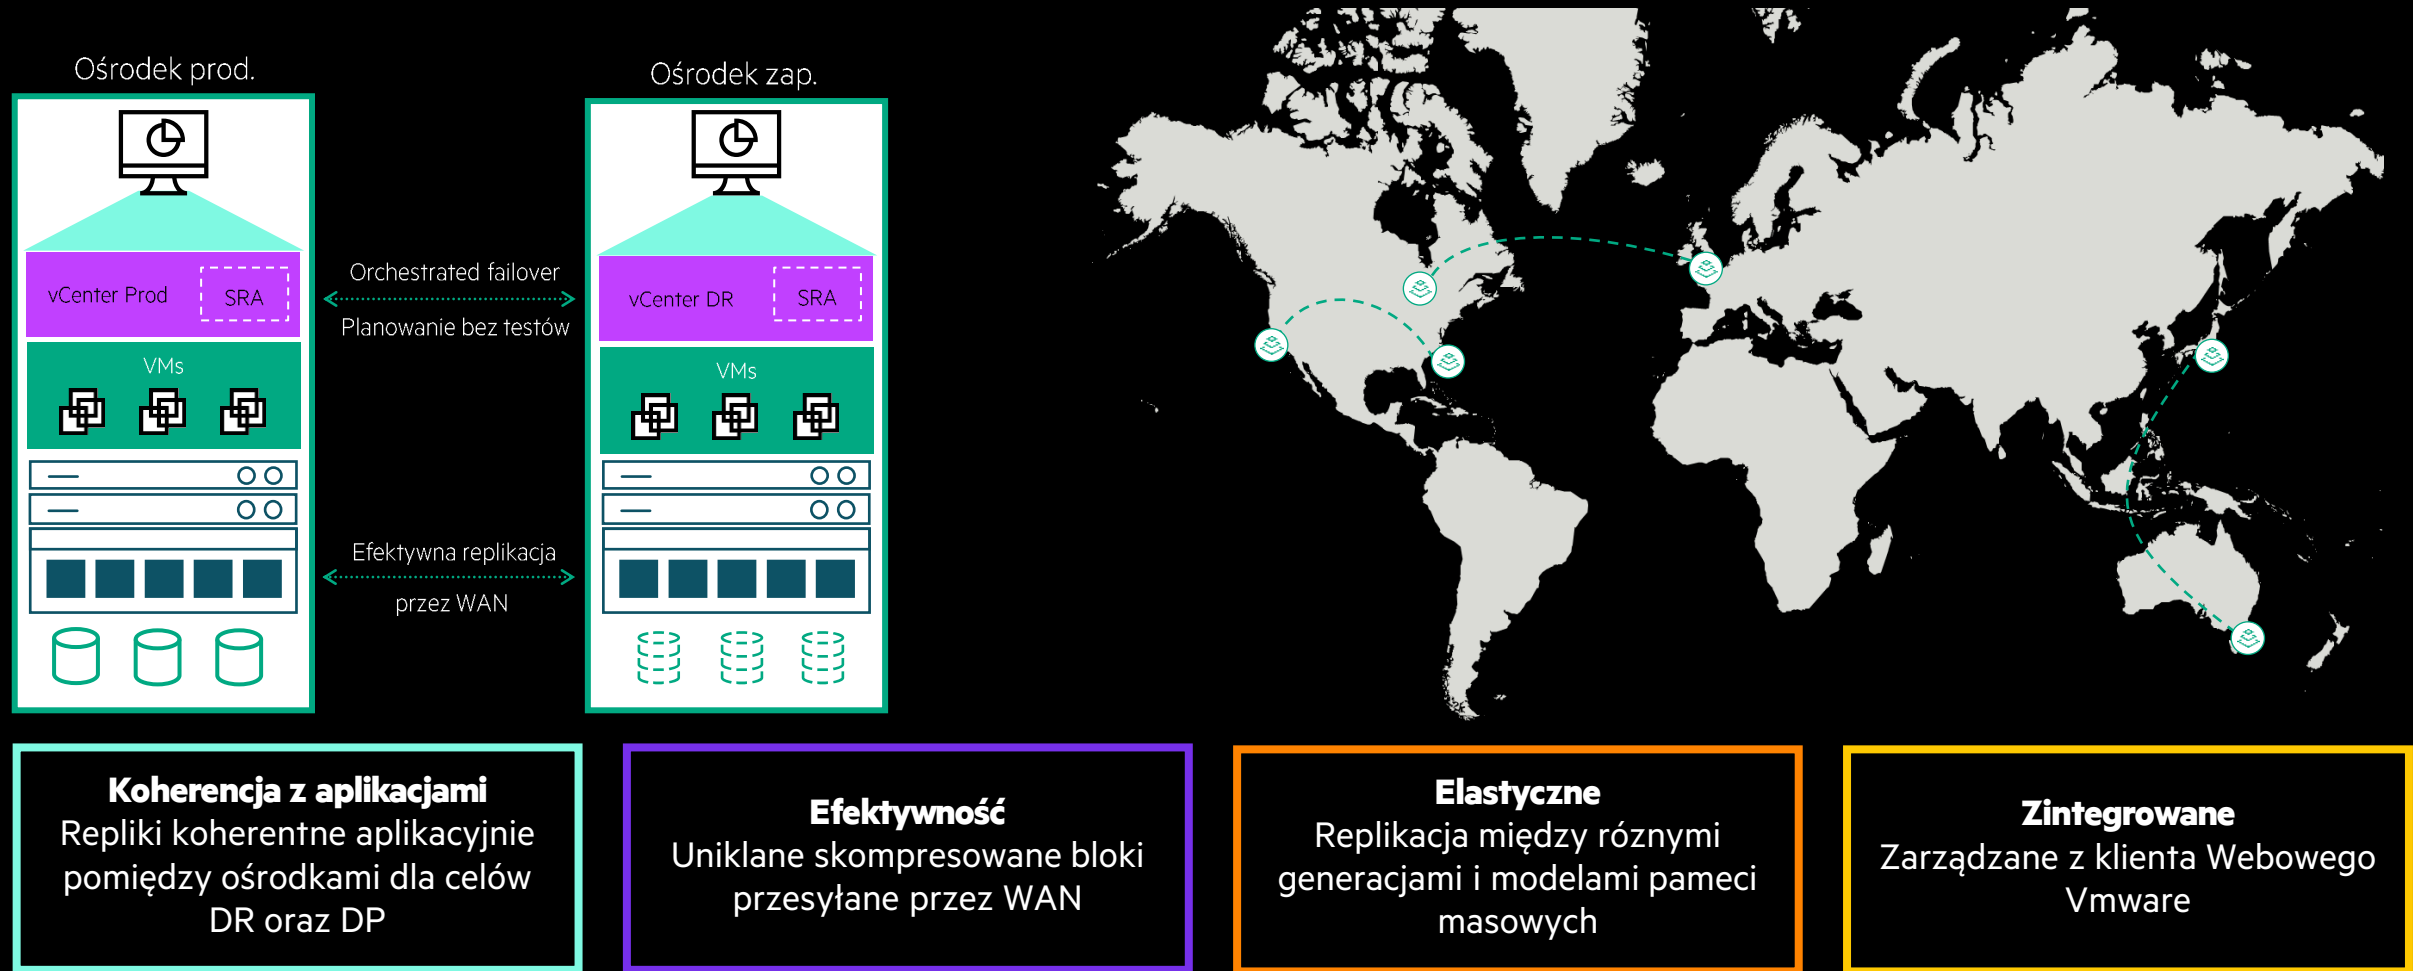 Ośrodek prod.
Ośrodek zap.
vCenter Prod
SRA
Orchestrated failover
Planowanie bez testów
vCenter DR
SRA
VMs
VMs
Efektywna replikacja
przez WAN
Koherencja z aplikacjami
Repliki koherentne aplikacyjnie
pomiędzy ośrodkami dla celów
DR oraz DP
Efektywność
Uniklane skompresowane bloki
przesyłane przez WAN
Elastyczne
Replikacja między róznymi
generacjami i modelami pameci
masowych
Zintegrowane
Zarządzane z klienta Webowego
Vmware